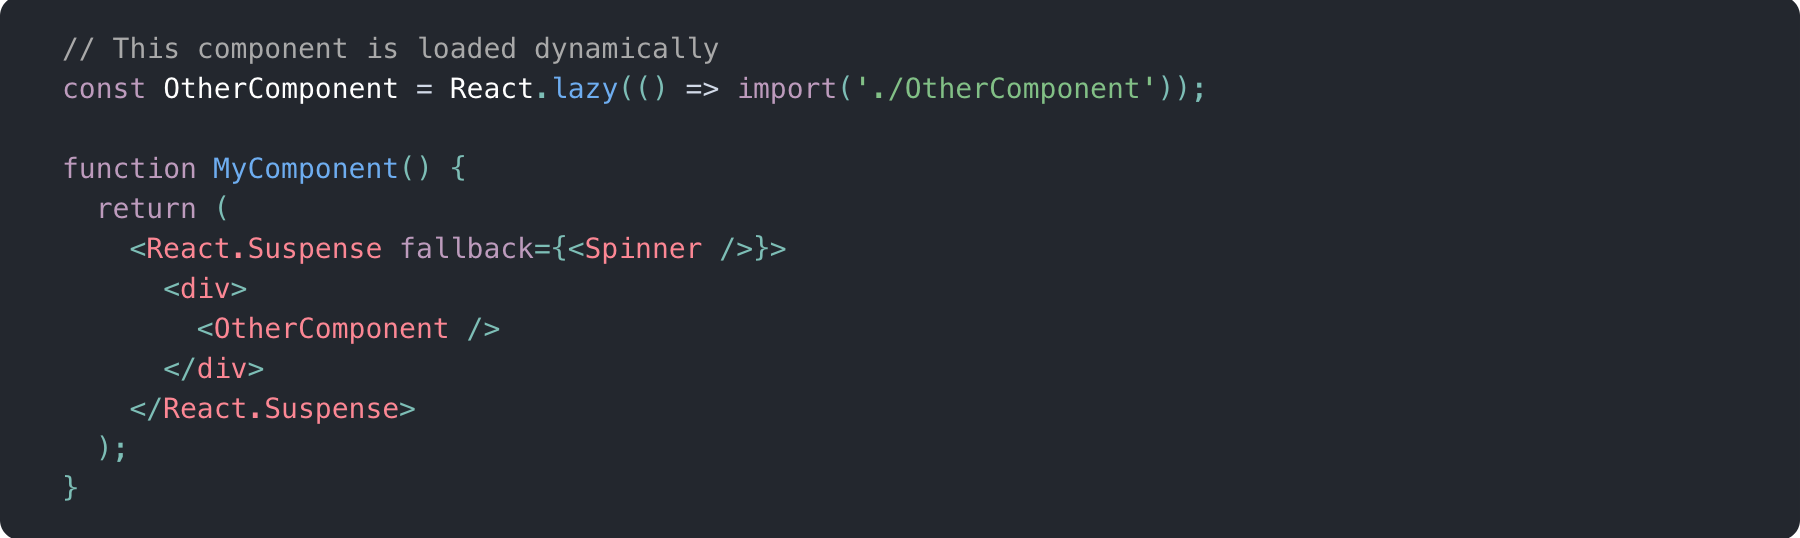 // This component is loaded dynamically
const OtherComponent = React.lazy(() => import('./OtherComponent'));

function MyComponent() {
  return (
    <React.Suspense fallback={<Spinner />}>
      <div>
        <OtherComponent />
      </div>
    </React.Suspense>
  );
}